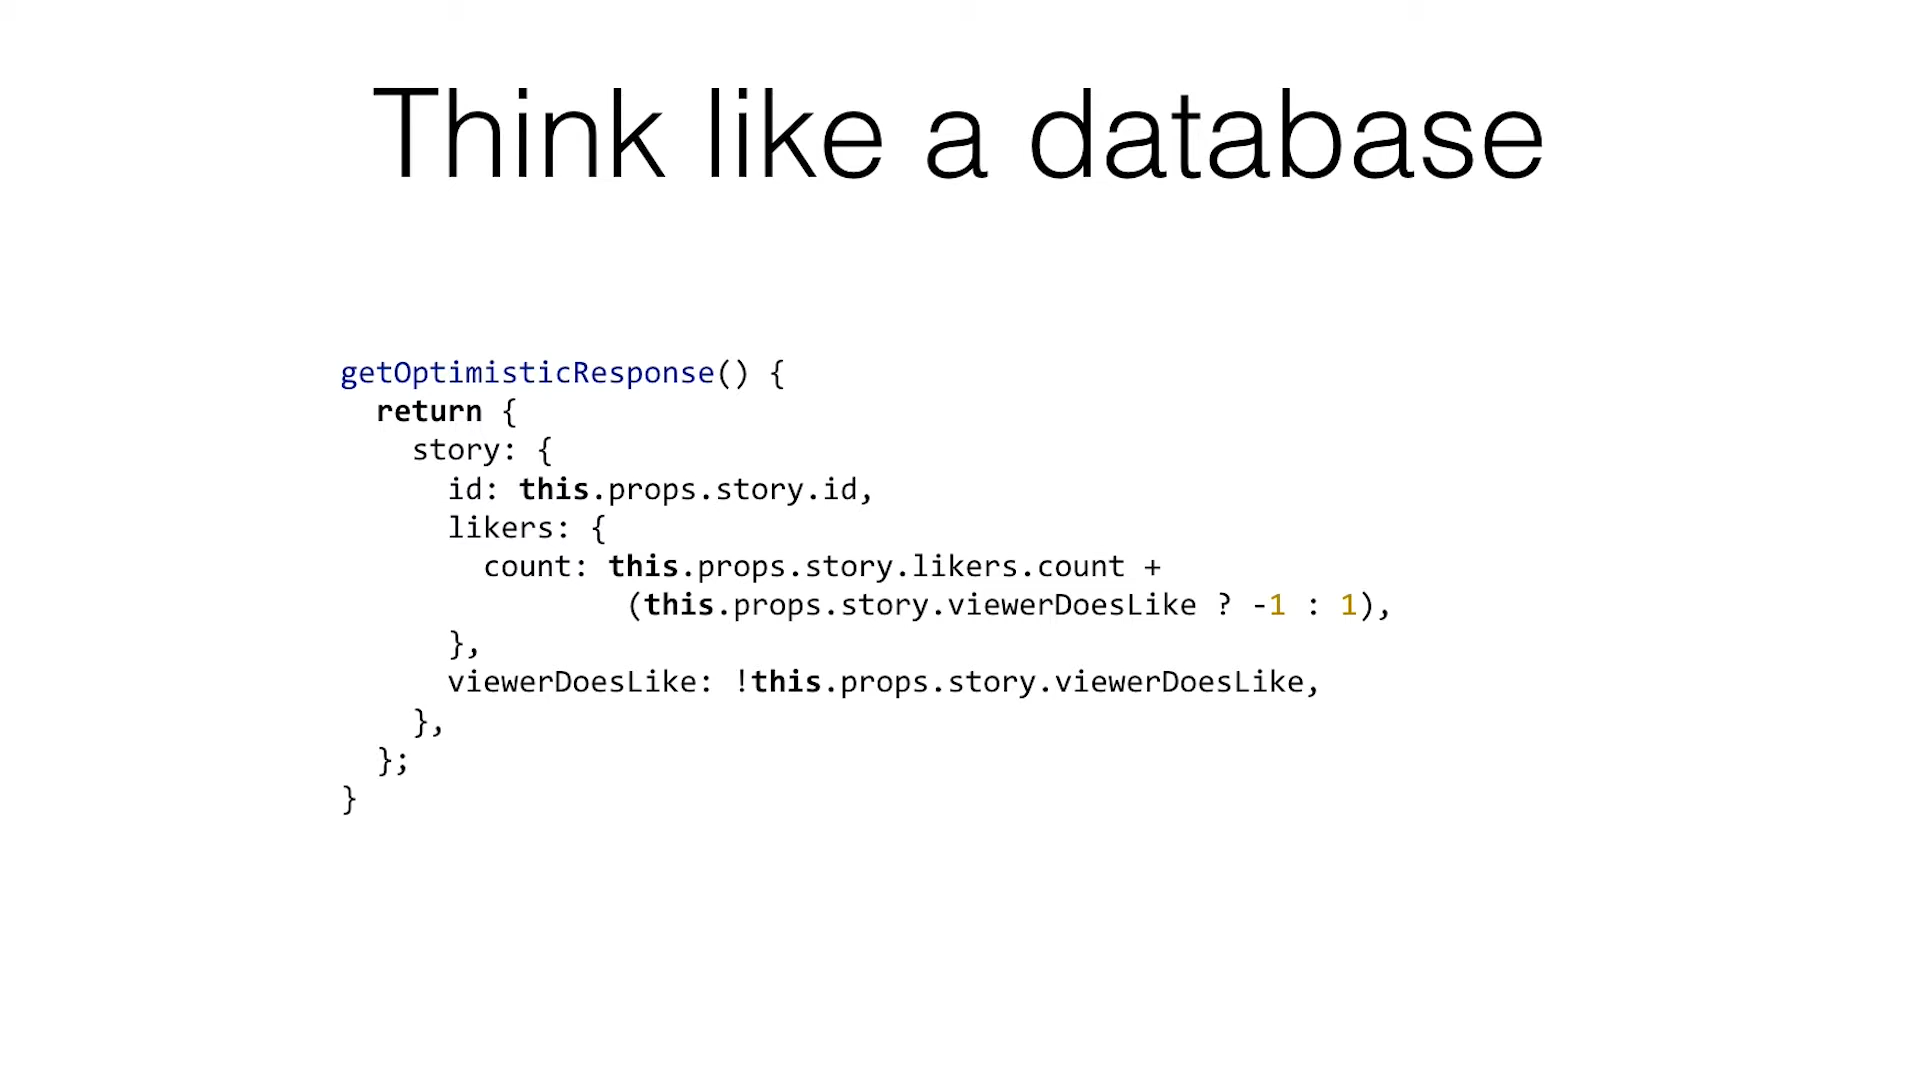 Think like a database
getOptimisticResponse() {
  return {
    story: {
      id: this.props.story.id,
      likers: {
        count: this.props.story.likers.count +
                (this.props.story.viewerDoesLike ? -1 : 1),
      },
      viewerDoesLike: !this.props.story.viewerDoesLike,
    },
  };
}